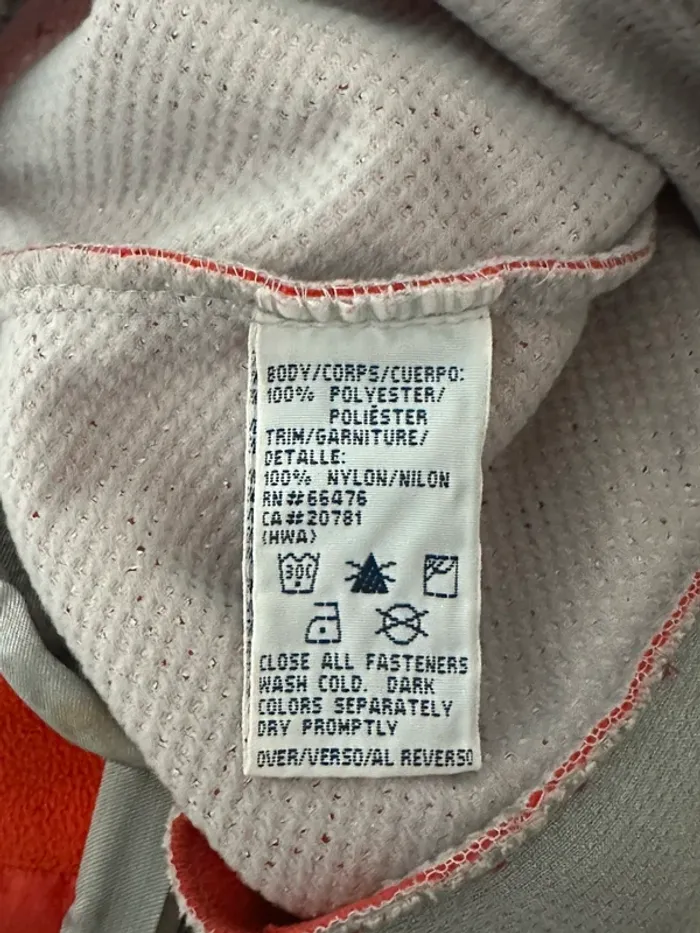 BODY/CORPS/CUERPO:
100% POLYESTER/
POLIÉSTER
TRIM/GARNITURE/
DETALLE:
100% NYLON/NILON
RN#66476
CA#20781
(HWA)
30C
CLOSE ALL FASTENERS
WASH COLD. DARK
COLORS SEPARATELY
DRY PROMPTLY
OVER/VERSO/AL REVERSO